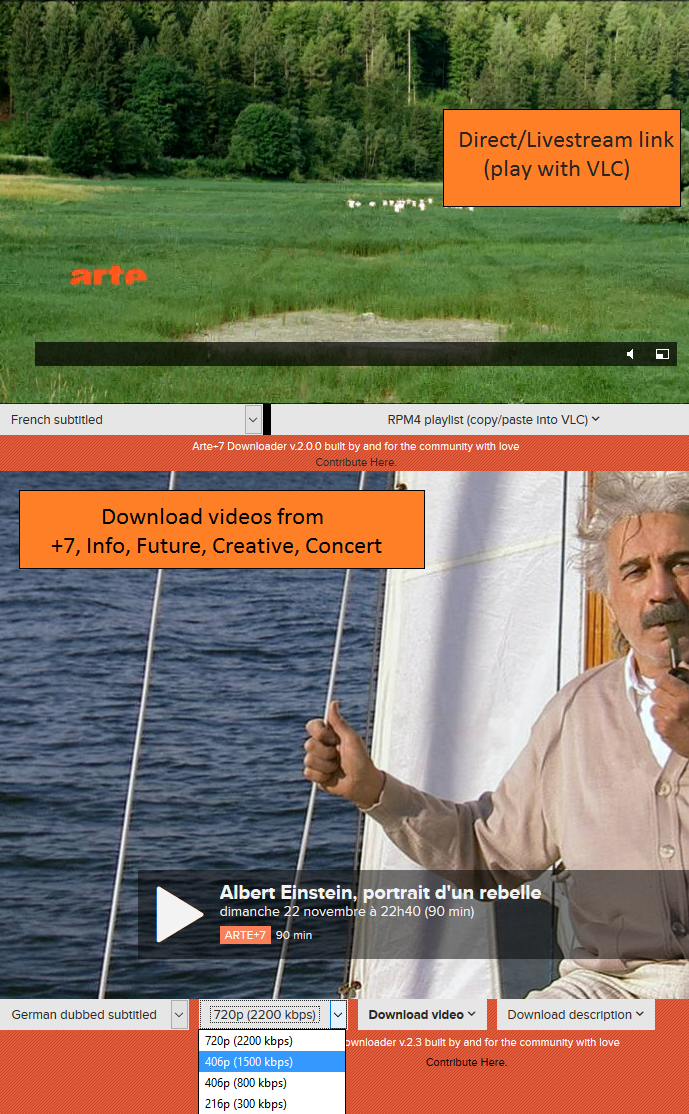 Direct/Livestream link
(play with VLC)
arte
French subtitled
RPM4 playlist (copy/paste into VLC)
Arte+7 Downloader v.2.0.0 built by and for the community with love
Contribute Here.
Download videos from
+7, Info, Future, Creative, Concert
Albert Einstein, portrait d'un rebelle
dimanche 22 novembre à 22h40 (90 min)
ARTE+7 90 min
German dubbed subtitled
720p (2200 kbps)
Download video
Download description
720p (2200 kbps)
406p (1500 kbps)
406p (800 kbps)
216p (300 kbps)
ownloader v.2.3 built by and for the community with love
Contribute Here.